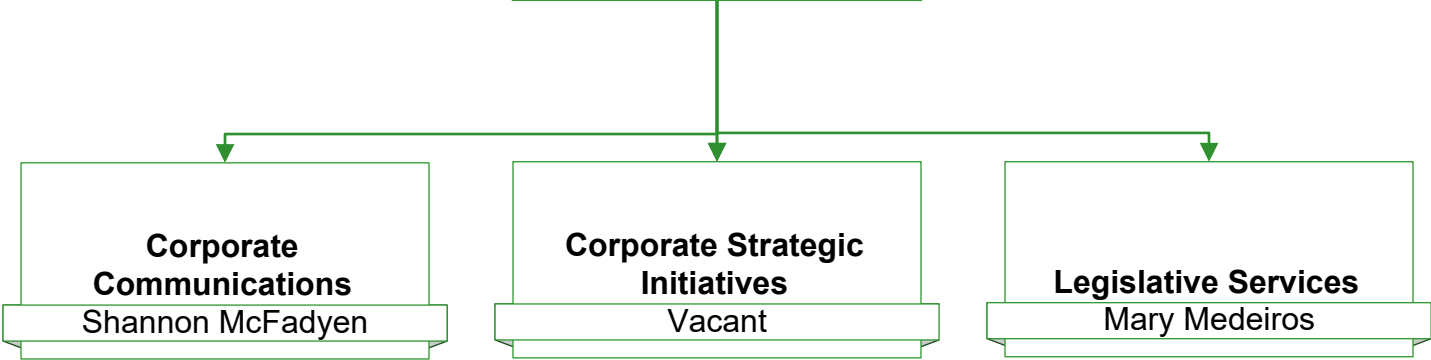 Corporate
Communications
Shannon McFadyen
Corporate Strategic
Initiatives
Vacant
Legislative Services
Mary Medeiros